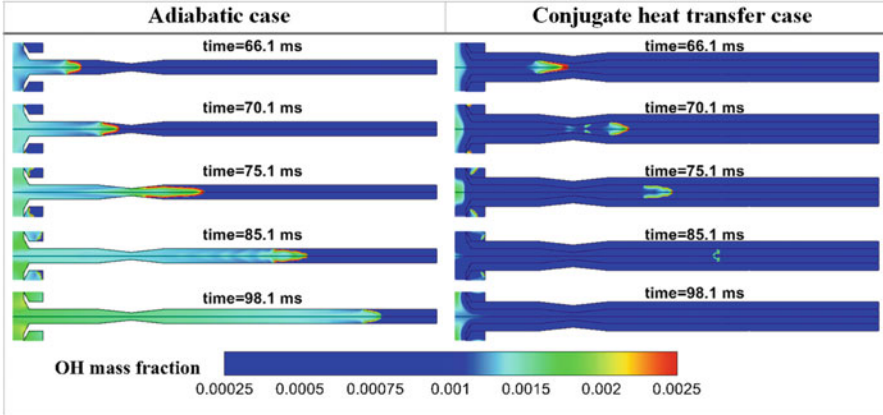 Adiabatic case Conjugate heat transfer case
time=66.1 ms time=66.1 ms
time=70.1 ms time=70.1 ms
time=75.1 ms time=75.1 ms
time=85.1 ms time=85.1 ms
time=98.1 ms time=98.1 ms
OH mass fraction
0.00025 0.0005 0.00075 0.001 0.0015 0.002 0.0025